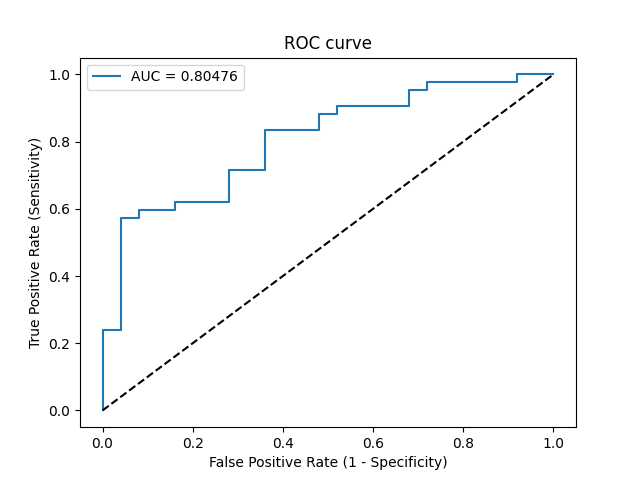 ROC curve
AUC = 0.80476
1.0
0.8
0.6
0.4
0.2
0.0
True Positive Rate (Sensitivity)
0.0 0.2 0.4 0.6 0.8 1.0
False Positive Rate (1 - Specificity)